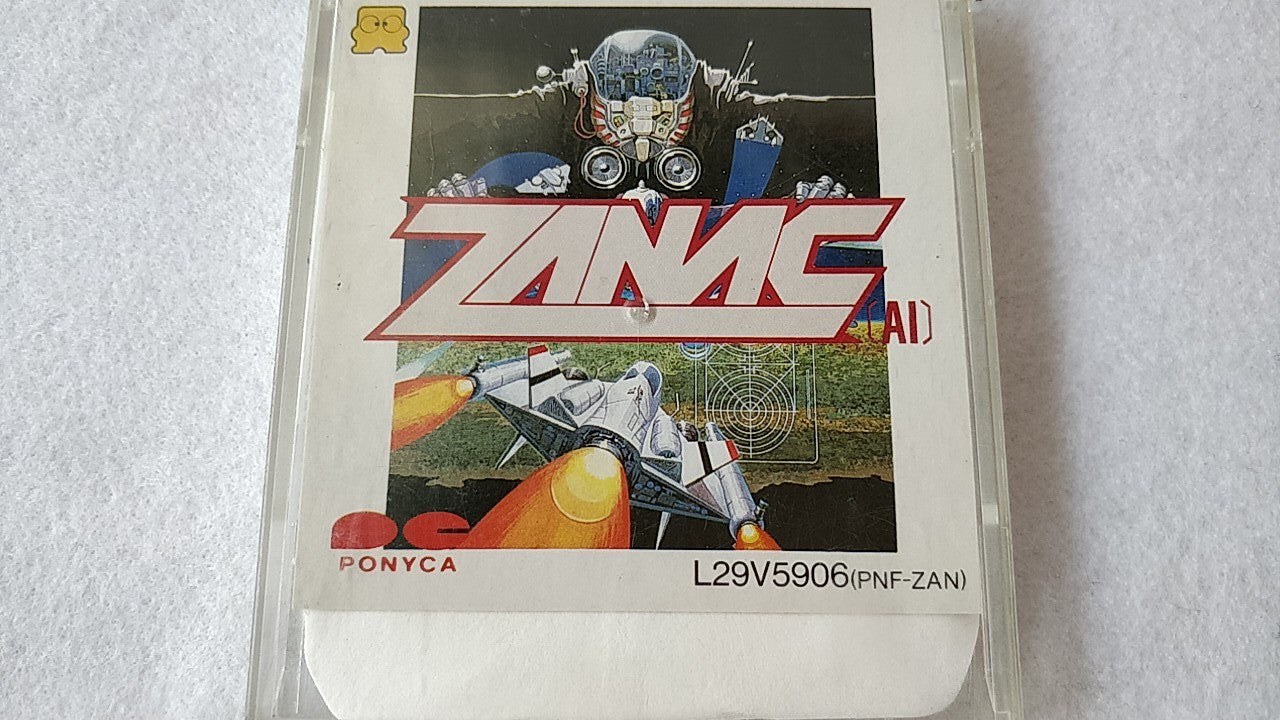 ZANAC
[AI]
PONYCA
L29V5906(PNF-ZAN)